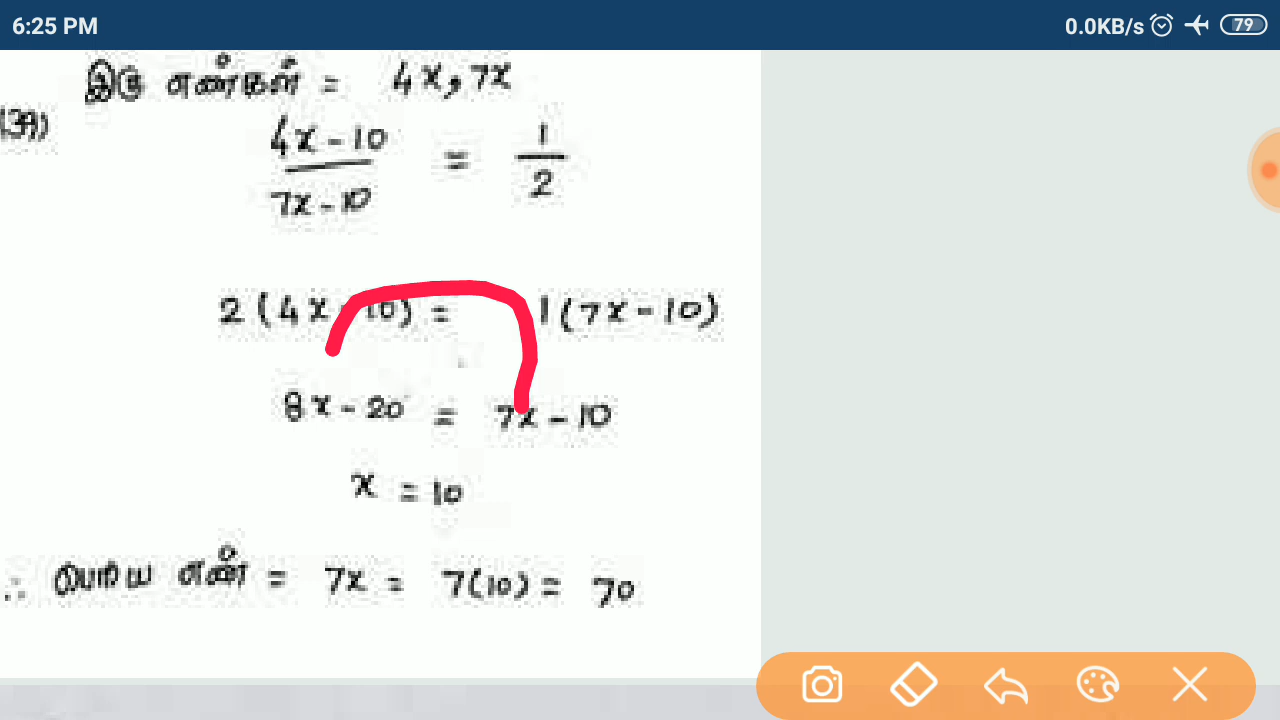 6:25 PM 0.0KB/s 79
இரு எண்கள் = 4x, 7x
(39))
4x - 10 / 7x - 10 = 1 / 2
2 (4x - 10) = 1 (7x - 10)
8x - 20 = 7x - 10
x = 10
∴ பெரிய எண் = 7x = 7(10) = 70